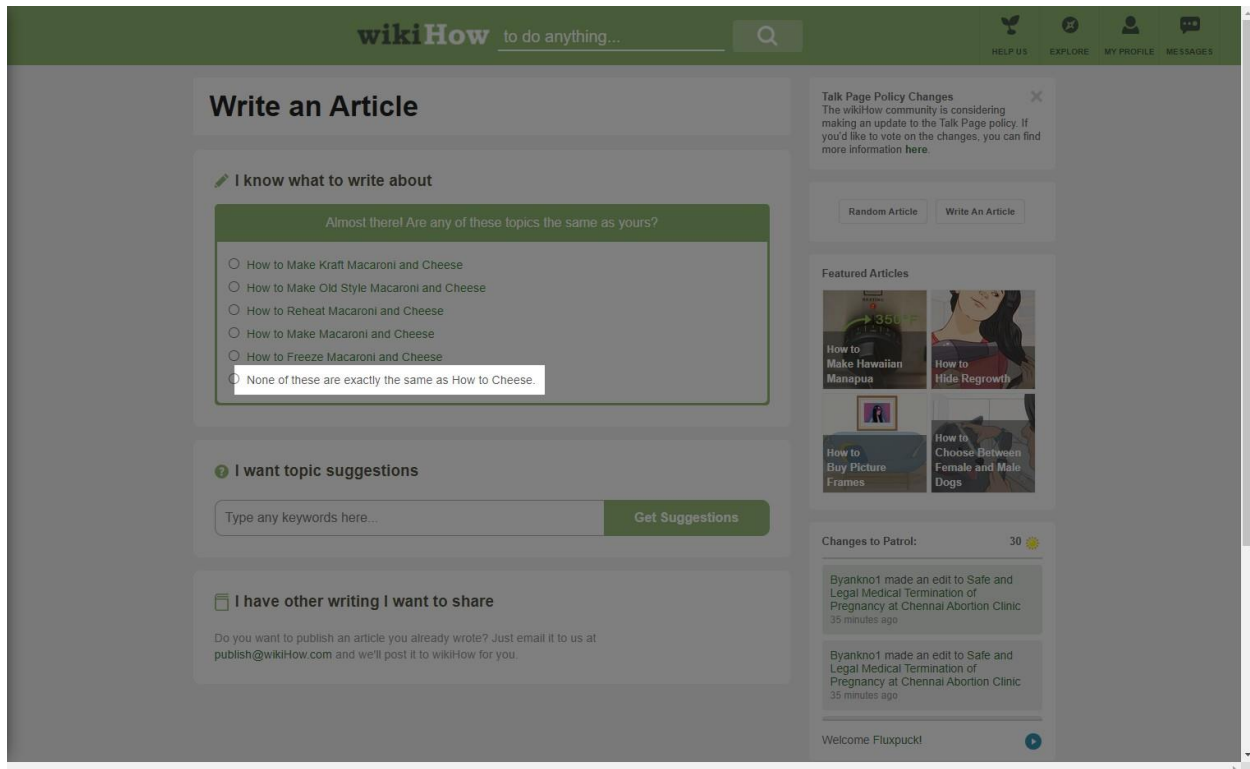 wikiHow to do anything...
HELP US EXPLORE MY PROFILE MESSAGES
Write an Article
I know what to write about
Almost there! Are any of these topics the same as yours?
How to Make Kraft Macaroni and Cheese
How to Make Old Style Macaroni and Cheese
How to Reheat Macaroni and Cheese
How to Make Macaroni and Cheese
How to Freeze Macaroni and Cheese
None of these are exactly the same as How to Cheese.
I want topic suggestions
Type any keywords here...
Get Suggestions
I have other writing I want to share
Do you want to publish an article you already wrote? Just email it to us at
publish@wikiHow.com and we'll post it to wikiHow for you.
Talk Page Policy Changes
The wikiHow community is considering
making an update to the Talk Page policy. If
you'd like to vote on the changes, you can find
more information here.
Random Article
Write An Article
Featured Articles
350°F
How to
Make Hawaiian
Manapua
How to
Hide Regrowth
How to
Buy Picture
Frames
How to
Choose Between
Female and Male
Dogs
Changes to Patrol: 30
Byankno1 made an edit to Safe and
Legal Medical Termination of
Pregnancy at Chennai Abortion Clinic
35 minutes ago
Byankno1 made an edit to Safe and
Legal Medical Termination of
Pregnancy at Chennai Abortion Clinic
35 minutes ago
Welcome Fluxpuck!